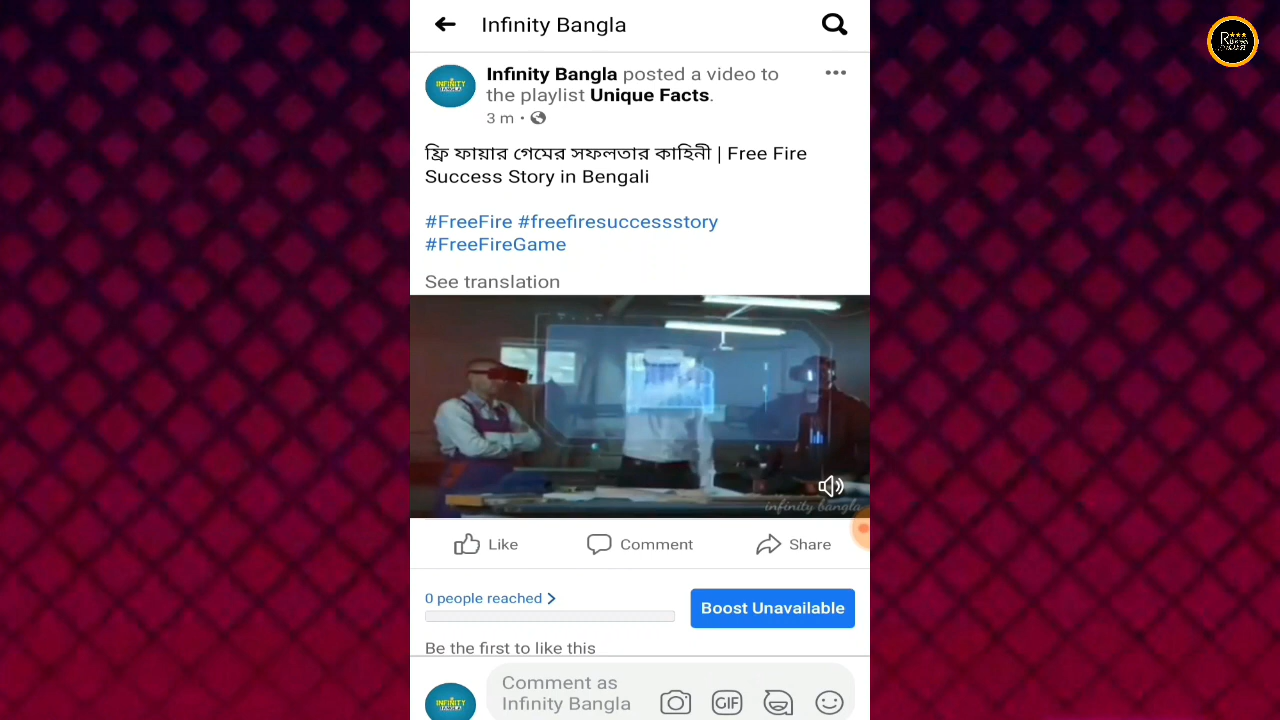 Infinity Bangla
Infinity Bangla posted a video to
the playlist Unique Facts.
3 m
ফ্রি ফায়ার গেমের সফলতার কাহিনী | Free Fire
Success Story in Bengali
#FreeFire #freefiresuccessstory
#FreeFireGame
See translation
infinity bangla
Like Comment Share
0 people reached
Boost Unavailable
Be the first to like this
Comment as
Infinity Bangla
GIF
INFINITY
BANGLA